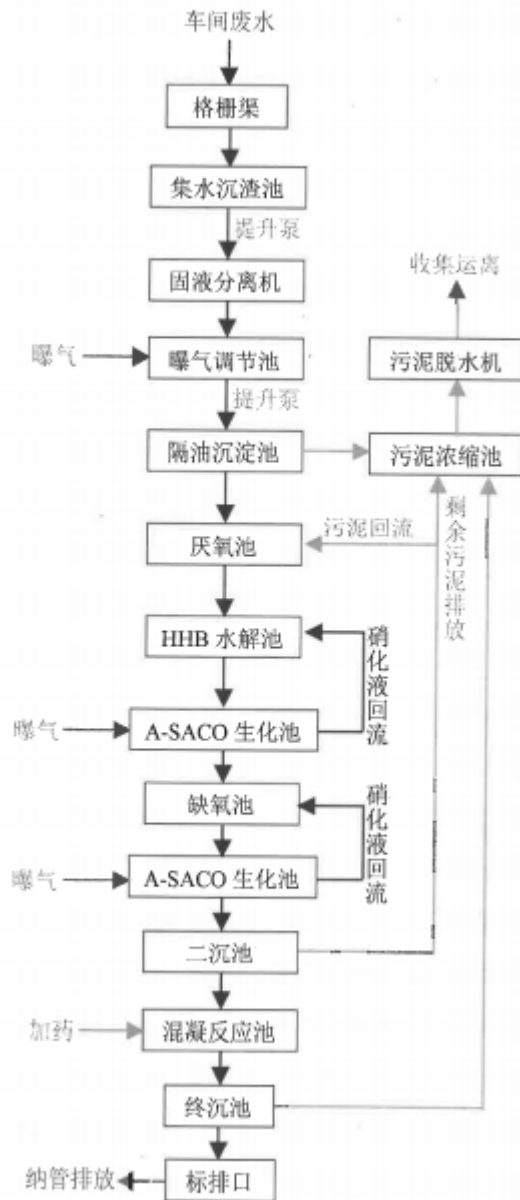 车间废水
格栅渠
集水沉渣池
提升泵
固液分离机
收集运离
曝气
曝气调节池
污泥脱水机
提升泵
隔油沉淀池
污泥浓缩池
污泥回流
剩余污泥排放
厌氧池
HHB 水解池
硝化液回流
曝气
A-SACO 生化池
缺氧池
硝化液回流
曝气
A-SACO 生化池
二沉池
加药
混凝反应池
终沉池
纳管排放
标排口